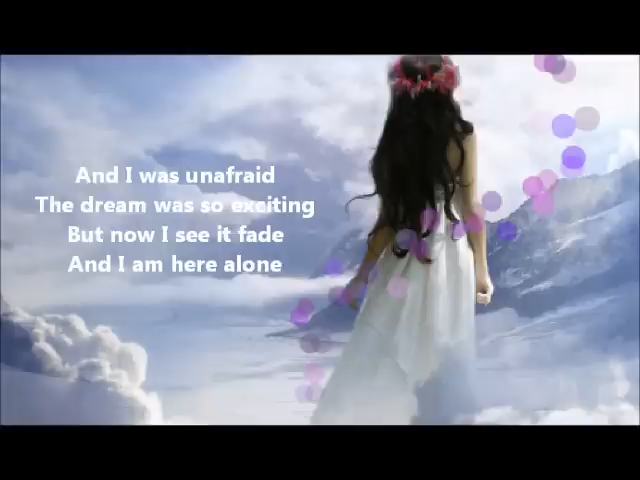 And I was unafraid
The dream was so exciting
But now I see it fade
And I am here alone